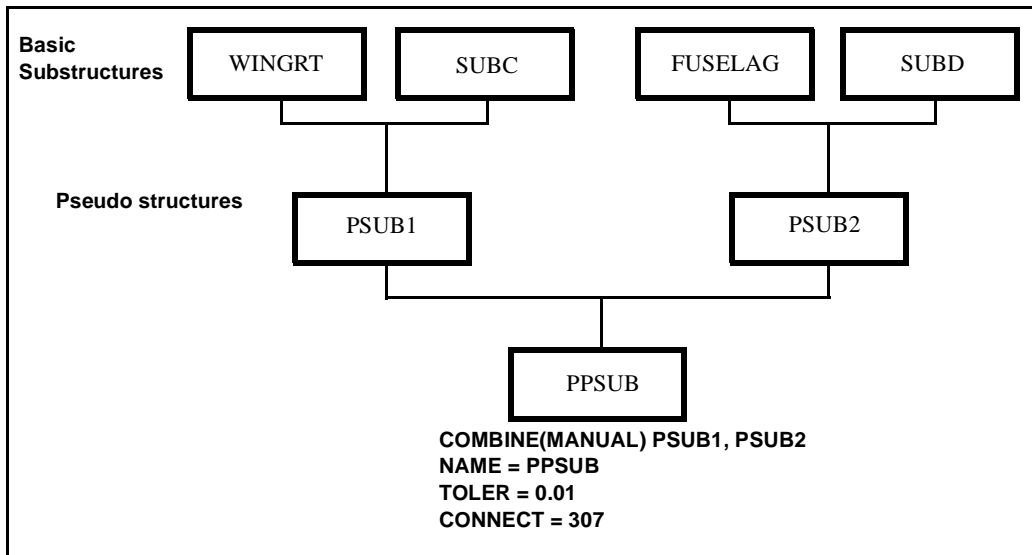 Basic
Substructures
WINGRT
SUBC
FUSELAG
SUBD
Pseudo structures
PSUB1
PSUB2
PPSUB
COMBINE(MANUAL) PSUB1, PSUB2
NAME = PPSUB
TOLER = 0.01
CONNECT = 307